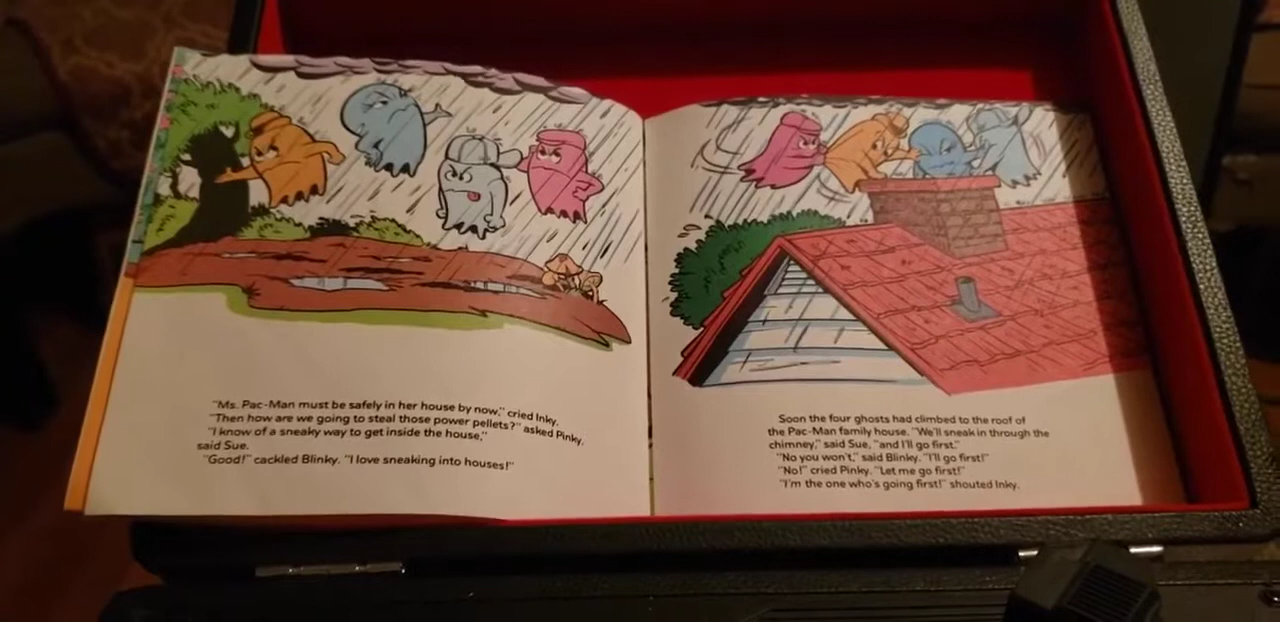 "Ms. Pac-Man must be safely in her house by now," cried Inky.
"Then how are we going to steal those power pellets?" asked Pinky.
"I know of a sneaky way to get inside the house,"
said Sue.
"Good!" cackled Blinky. "I love sneaking into houses!"
Soon the four ghosts had climbed to the roof of
the Pac-Man family house. "We'll sneak in through the
chimney," said Sue, "and I'll go first."
"No you won't," said Blinky. "I'll go first!"
"No!" cried Pinky. "Let me go first!"
"I'm the one who's going first!" shouted Inky.